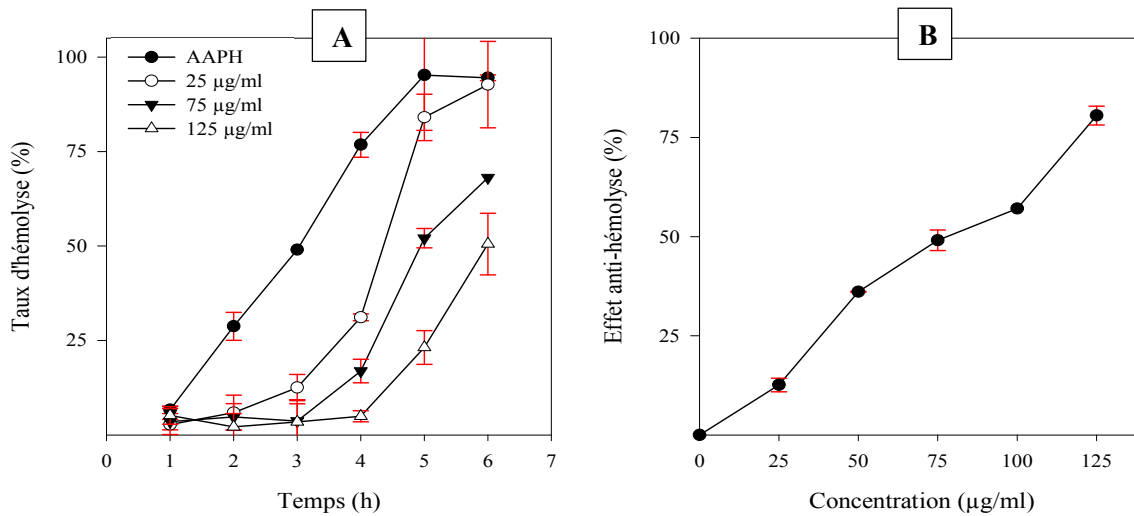 A
AAPH
25 µg/ml
75 µg/ml
125 µg/ml
Taux d'hémolyse (%)
100
75
50
25
0 1 2 3 4 5 6 7
Temps (h)
B
Effet anti-hémolyse (%)
100
75
50
25
0 25 50 75 100 125
Concentration (µg/ml)